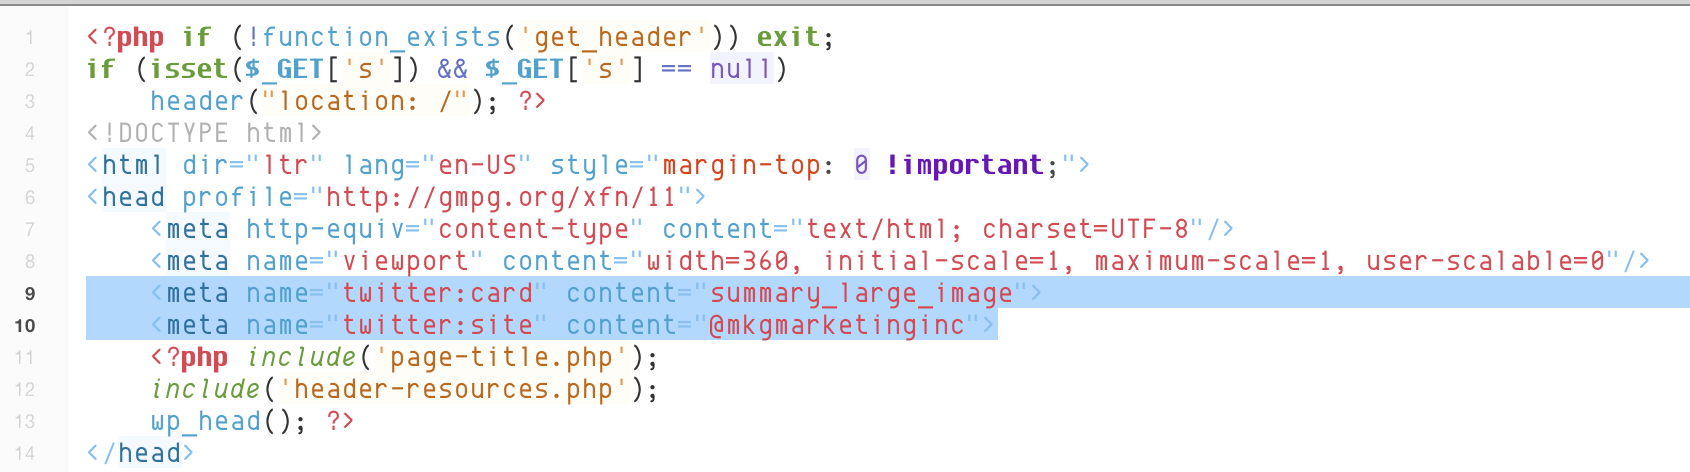 1 <?php if (!function_exists('get_header')) exit;
2 if (isset($_GET['s']) && $_GET['s'] == null)
3 header("location: /"); ?>
4 <!DOCTYPE html>
5 <html dir="ltr" lang="en-US" style="margin-top: 0 !important;">
6 <head profile="http://gmpg.org/xfn/11">
7 <meta http-equiv="content-type" content="text/html; charset=UTF-8"/>
8 <meta name="viewport" content="width=360, initial-scale=1, maximum-scale=1, user-scalable=0"/>
9 <meta name="twitter:card" content="summary_large_image">
10 <meta name="twitter:site" content="@mkgmarketinginc">
11 <?php include('page-title.php');
12 include('header-resources.php');
13 wp_head(); ?>
14 </head>